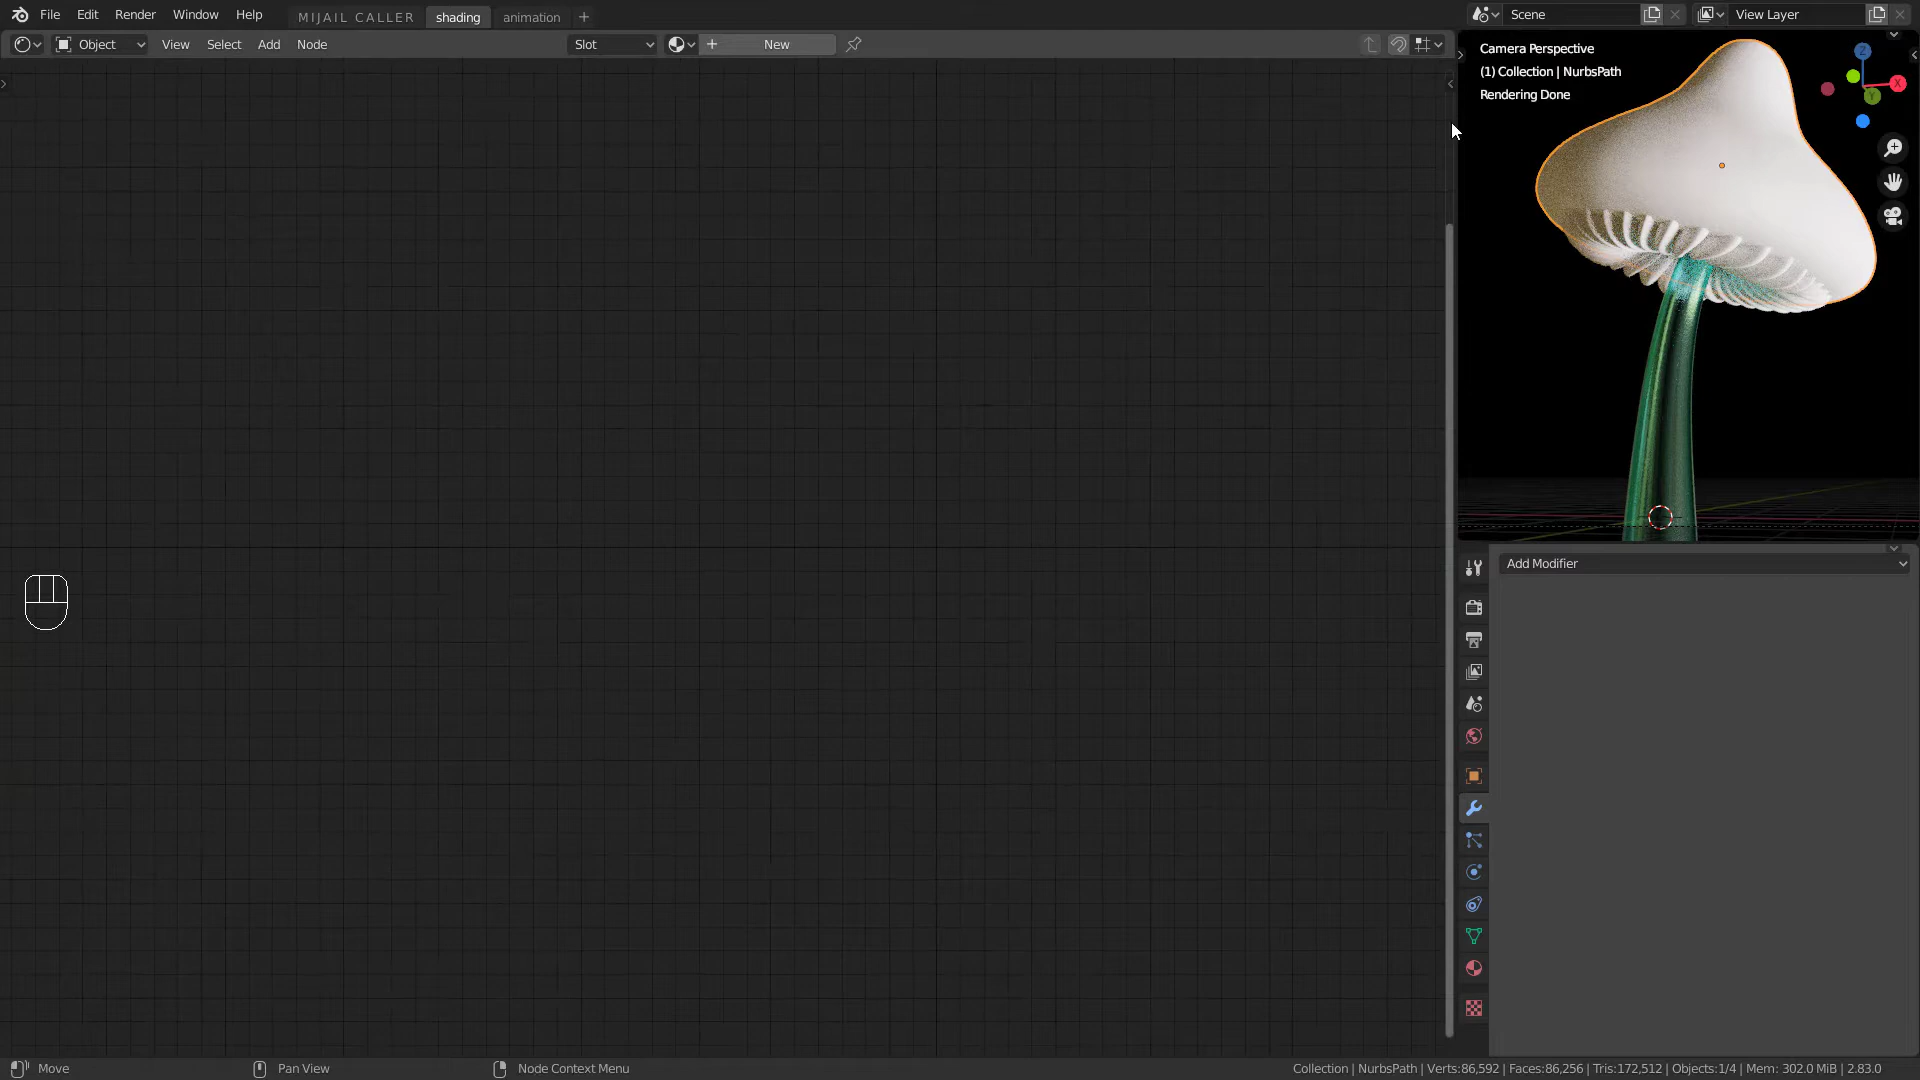 File Edit Render Window Help MIJAIL CALLER shading animation + Scene View Layer
Object View Select Add Node Slot New
Camera Perspective
(1) Collection | NurbsPath
Rendering Done
Z
X
Y
Add Modifier
Move Pan View Node Context Menu Collection | NurbsPath | Verts:86,592 | Faces:86,256 | Tris:172,512 | Objects:1/4 | Mem: 302.0 MiB | 2.83.0